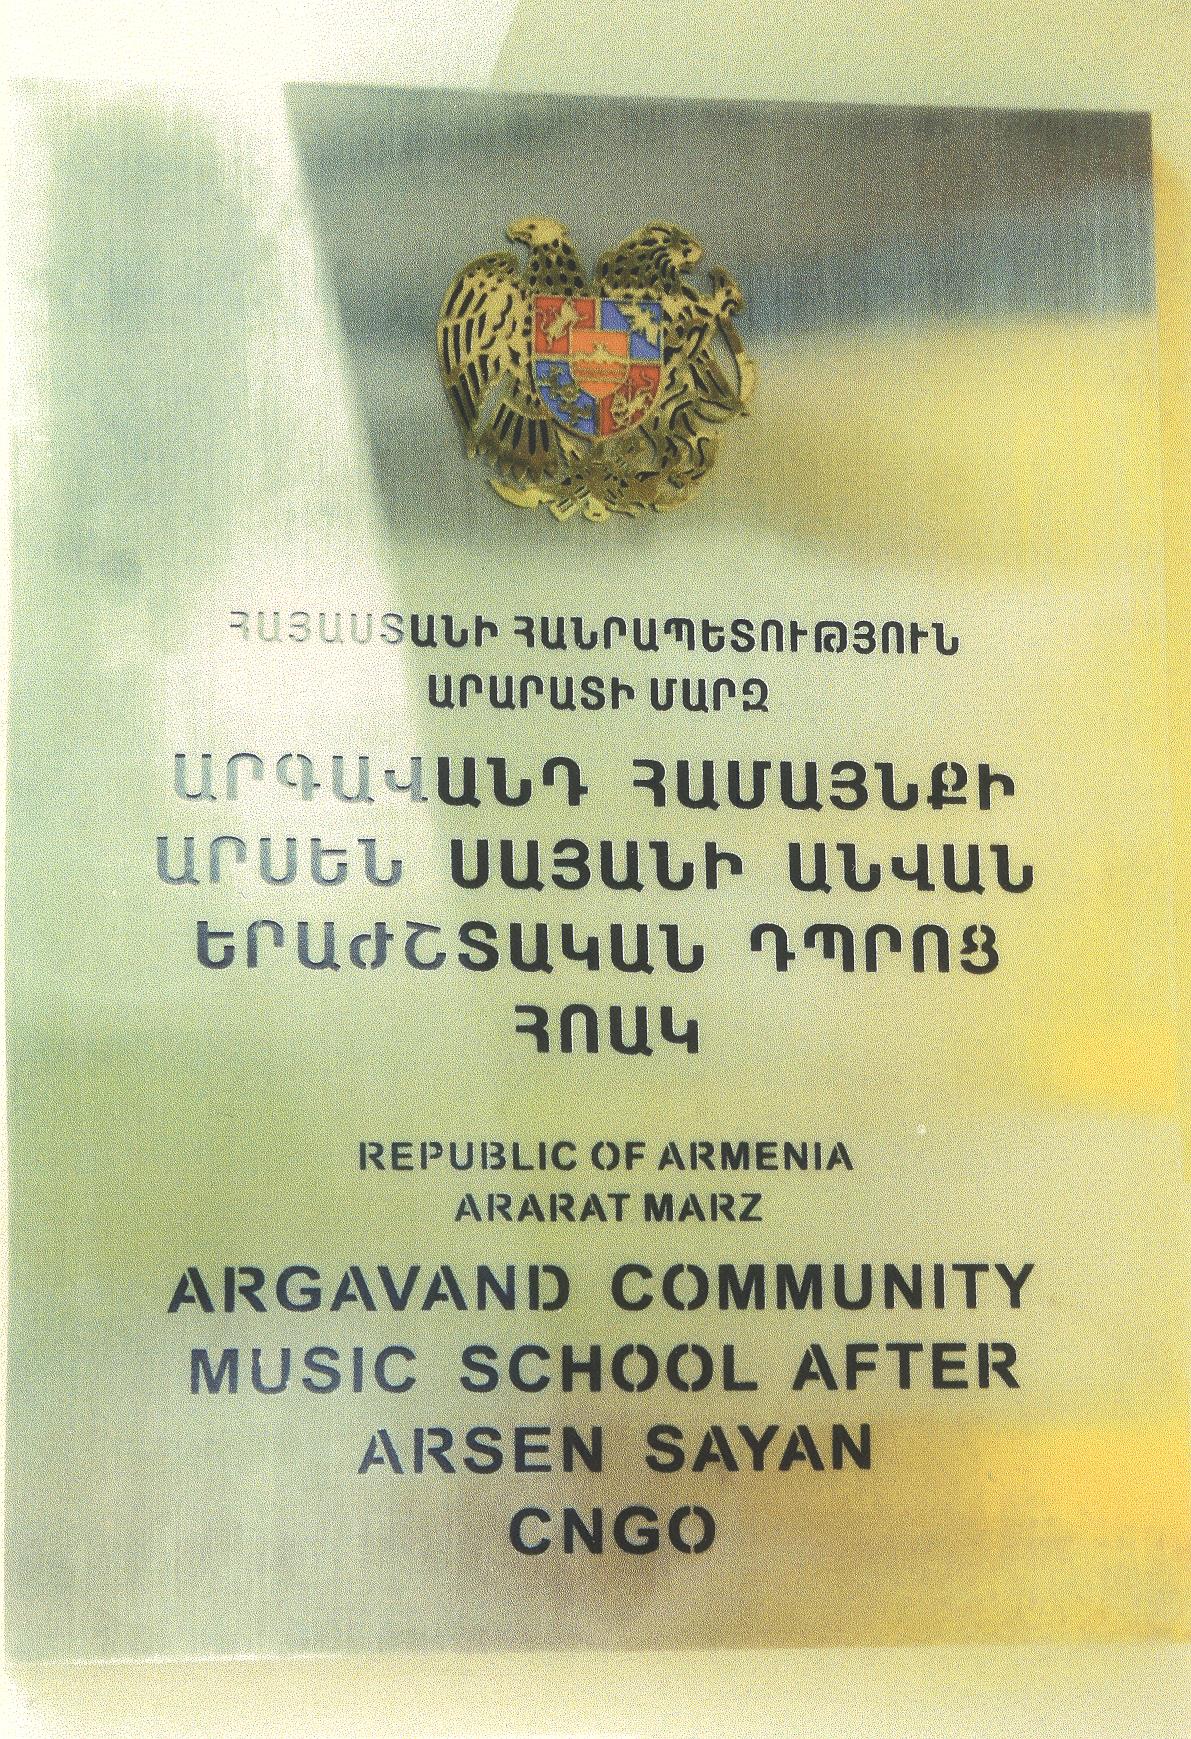 ՀԱՅԱՍՏԱՆԻ ՀԱՆՐԱՊԵՏՈՒԹՅՈՒՆ
ԱՐԱՐԱՏԻ ՄԱՐԶ
ԱՐԳԱՎԱՆԴ ՀԱՄԱՅՆՔԻ
ԱՐՍԵՆ ՍԱՅԱՆԻ ԱՆՎԱՆ
ԵՐԱԺՇՏԱԿԱՆ ԴՊՐՈՑ
ՀՈԱԿ
REPUBLIC OF ARMENIA
ARARAT MARZ
ARGAVAND COMMUNITY
MUSIC SCHOOL AFTER
ARSEN SAYAN
CNGO